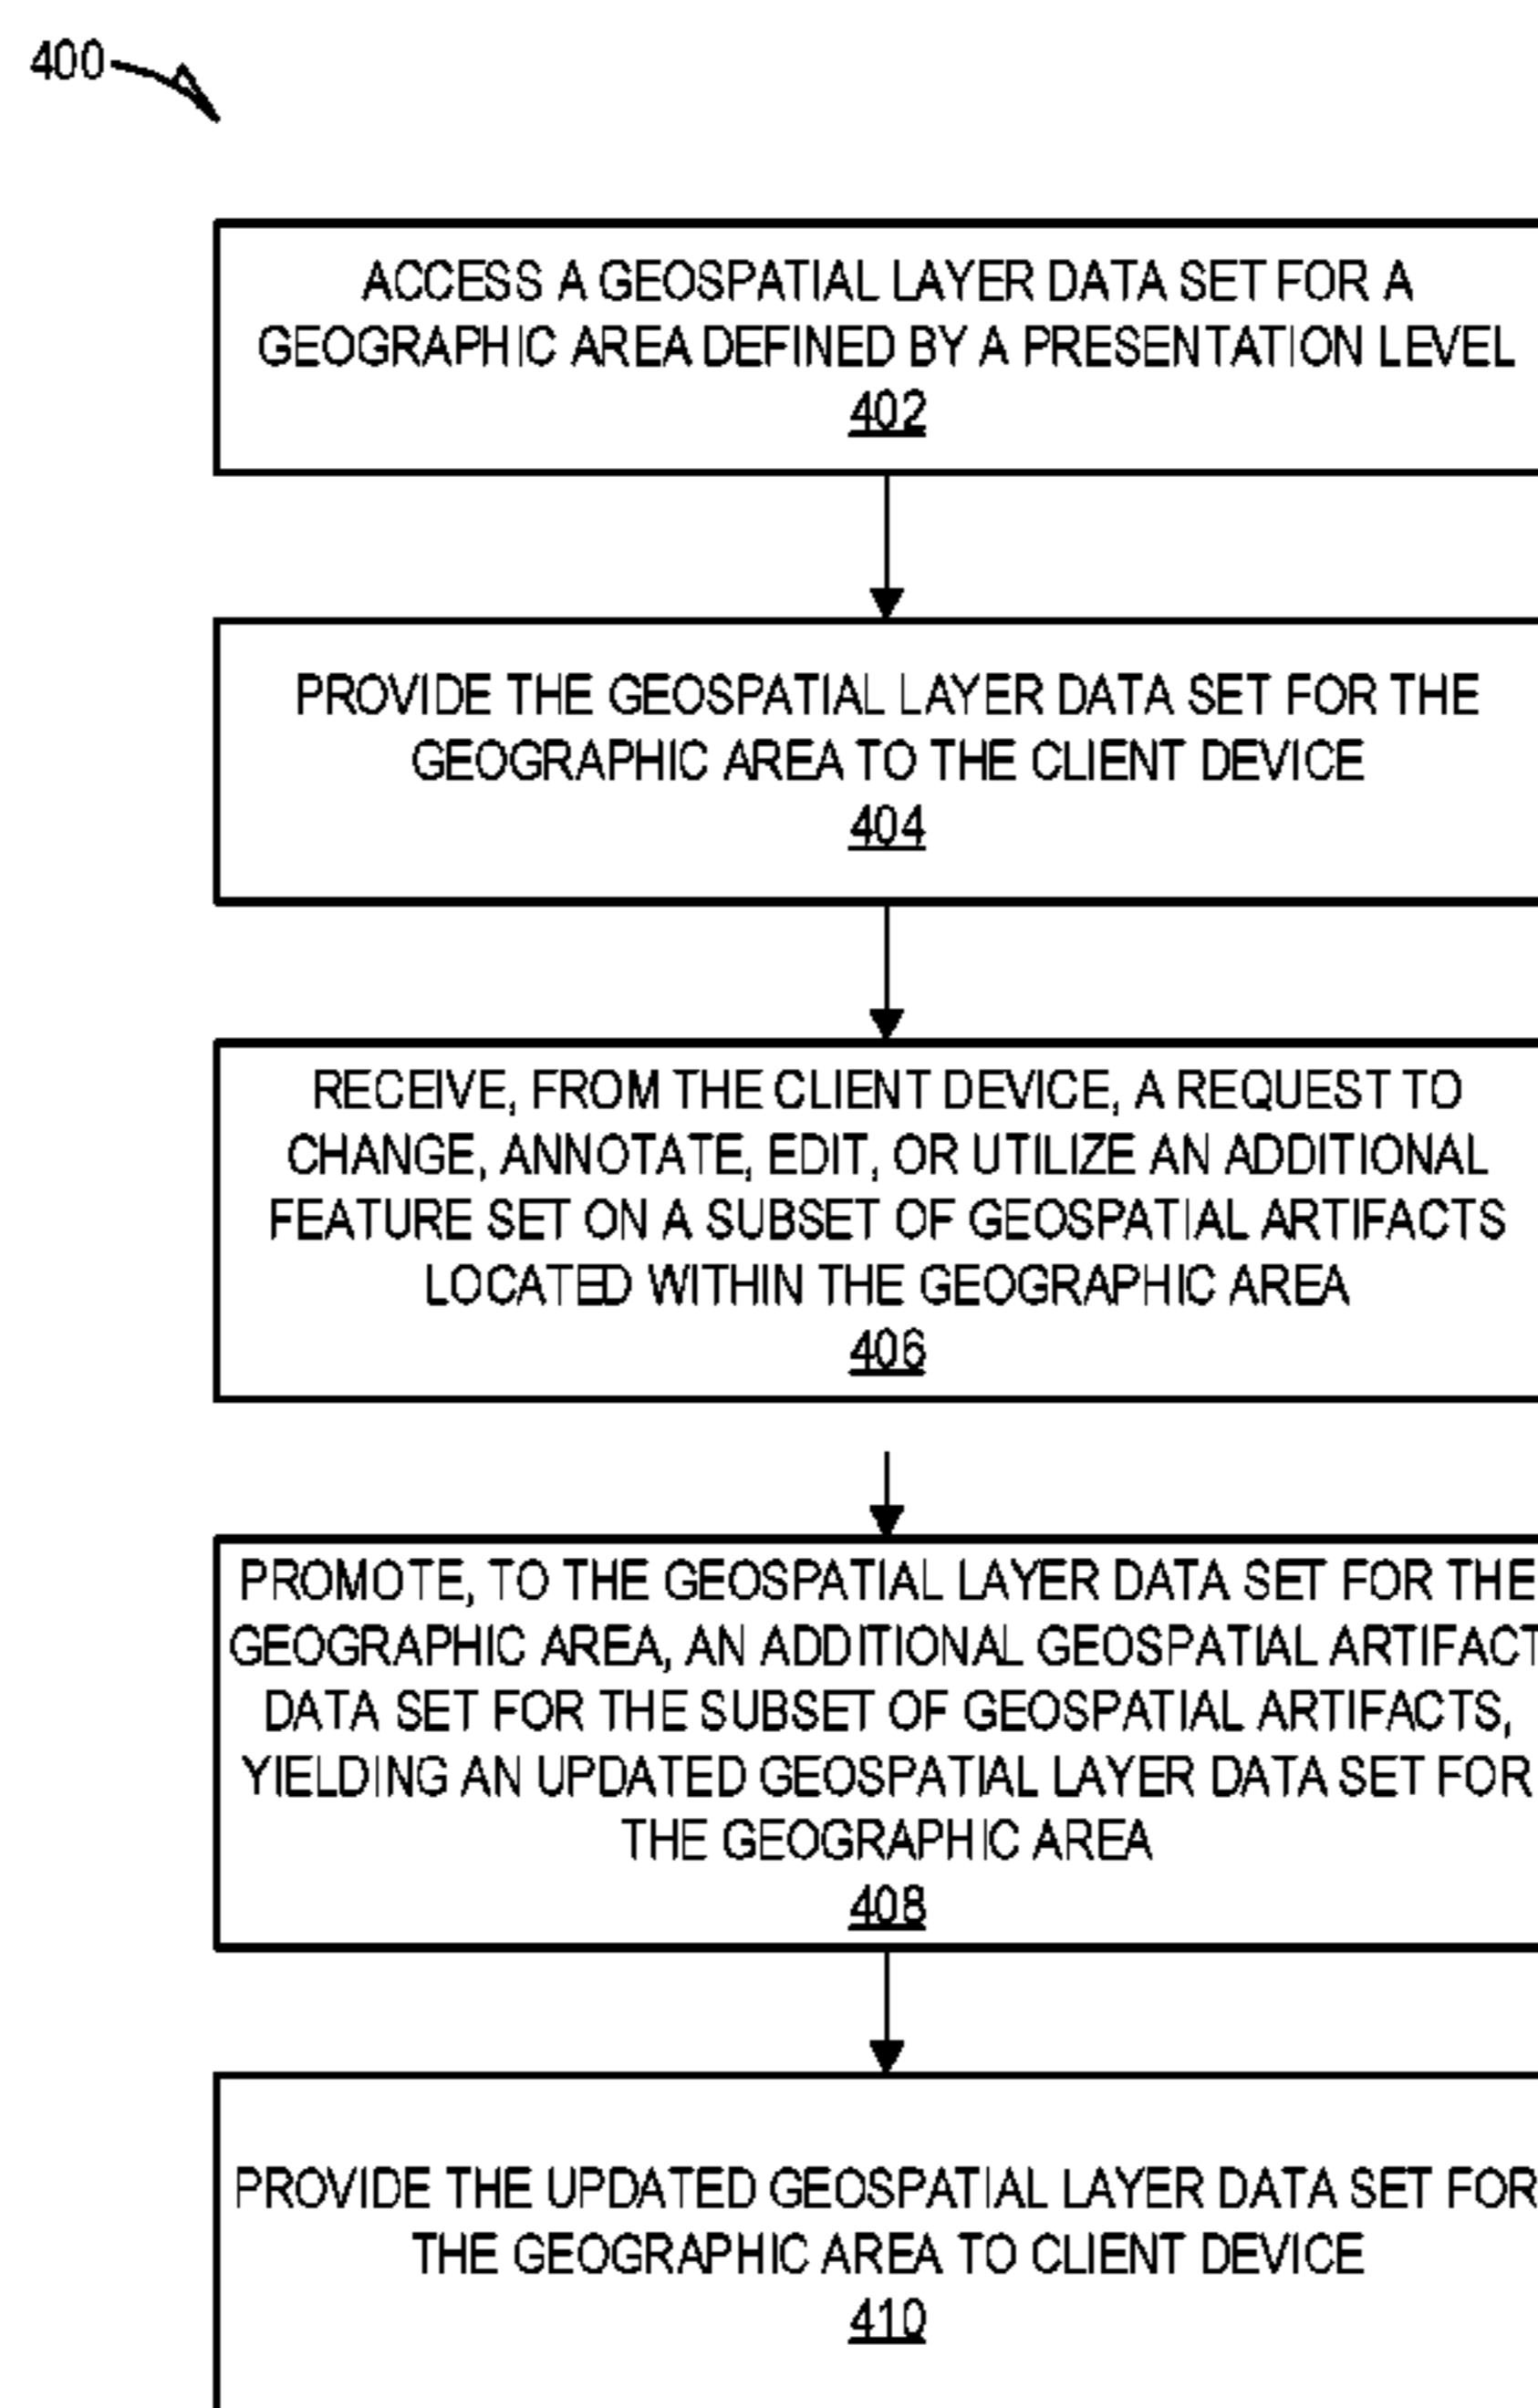 400
ACCESS A GEOSPATIAL LAYER DATA SET FOR A
GEOGRAPHIC AREA DEFINED BY A PRESENTATION LEVEL
402
PROVIDE THE GEOSPATIAL LAYER DATA SET FOR THE
GEOGRAPHIC AREA TO THE CLIENT DEVICE
404
RECEIVE, FROM THE CLIENT DEVICE, A REQUEST TO
CHANGE, ANNOTATE, EDIT, OR UTILIZE AN ADDITIONAL
FEATURE SET ON A SUBSET OF GEOSPATIAL ARTIFACTS
LOCATED WITHIN THE GEOGRAPHIC AREA
406
PROMOTE, TO THE GEOSPATIAL LAYER DATA SET FOR THE
GEOGRAPHIC AREA, AN ADDITIONAL GEOSPATIAL ARTIFACT
DATA SET FOR THE SUBSET OF GEOSPATIAL ARTIFACTS,
YIELDING AN UPDATED GEOSPATIAL LAYER DATA SET FOR
THE GEOGRAPHIC AREA
408
PROVIDE THE UPDATED GEOSPATIAL LAYER DATA SET FOR
THE GEOGRAPHIC AREA TO CLIENT DEVICE
410